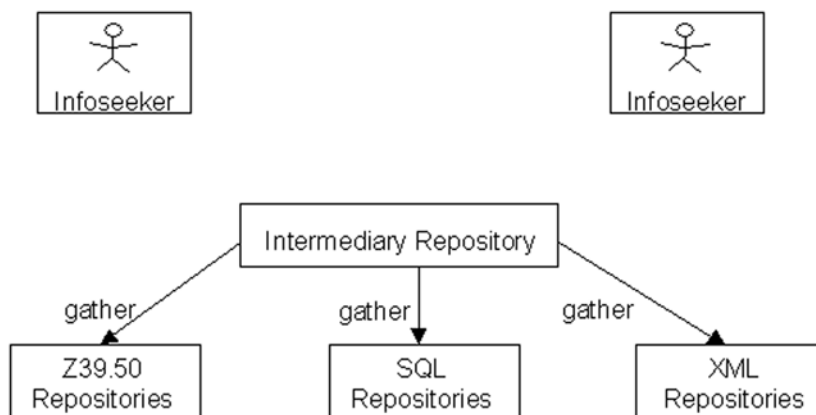 Infoseeker
Infoseeker
Intermediary Repository
gather
gather
gather
Z39.50
Repositories
SQL
Repositories
XML
Repositories